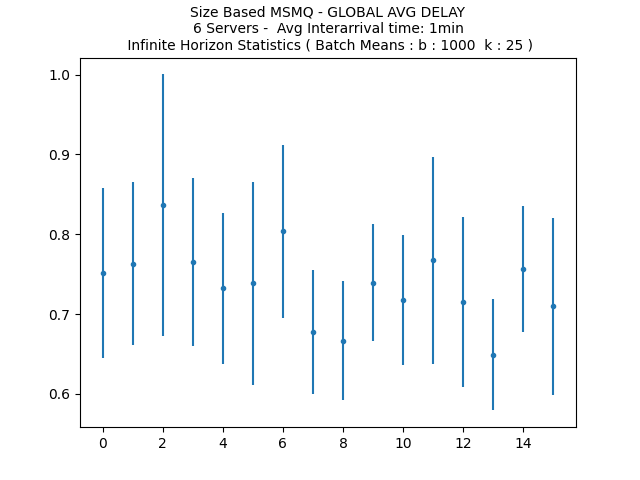 Size Based MSMQ - GLOBAL AVG DELAY
6 Servers -  Avg Interarrival time: 1min
Infinite Horizon Statistics ( Batch Means : b : 1000  k : 25 )
1.0
0.9
0.8
0.7
0.6
0 2 4 6 8 10 12 14